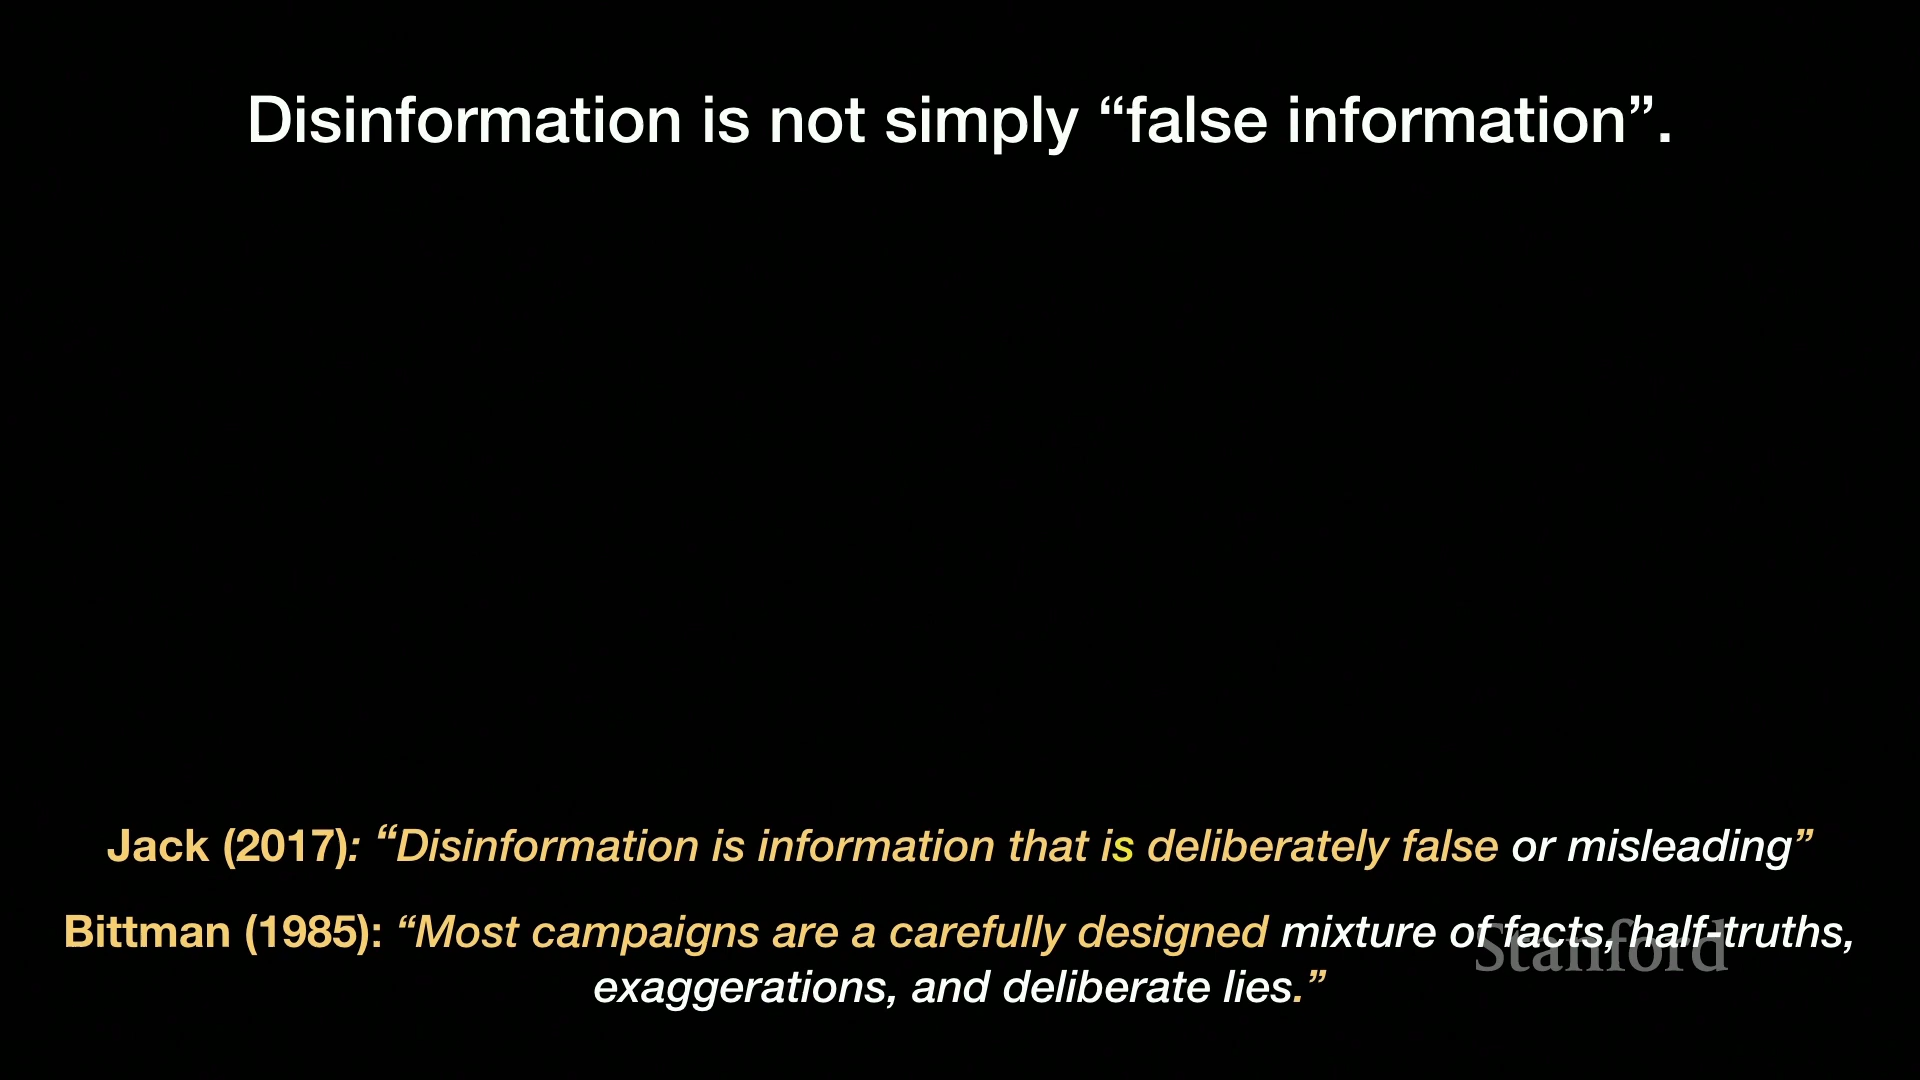 Disinformation is not simply “false information”.
Jack (2017): “Disinformation is information that is deliberately false or misleading”
Bittman (1985): “Most campaigns are a carefully designed mixture of facts, half-truths,
exaggerations, and deliberate lies.”
Stanford